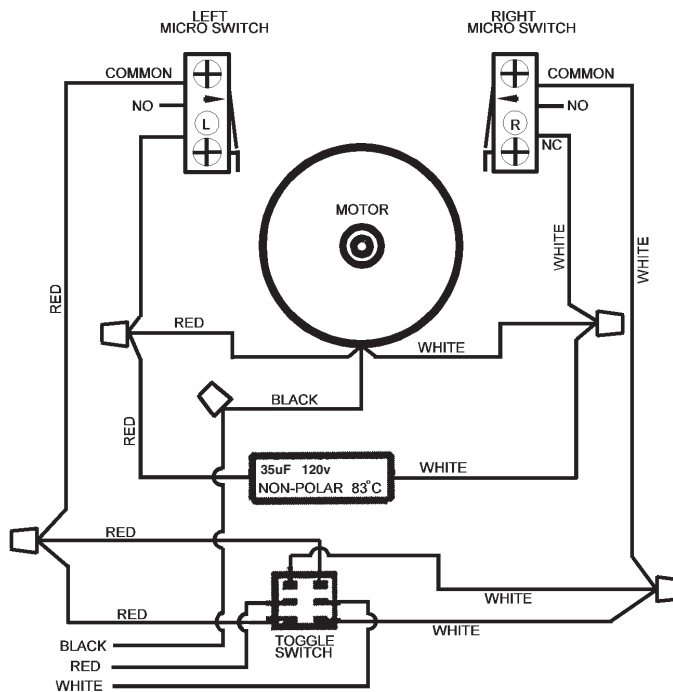 LEFT
MICRO SWITCH
RIGHT
MICRO SWITCH
COMMON
COMMON
NO
NO
L
R
NC
MOTOR
RED
WHITE
WHITE
RED
WHITE
BLACK
RED
35uF 120v
NON-POLAR 83°C
WHITE
RED
WHITE
RED
WHITE
TOGGLE
SWITCH
BLACK
RED
WHITE